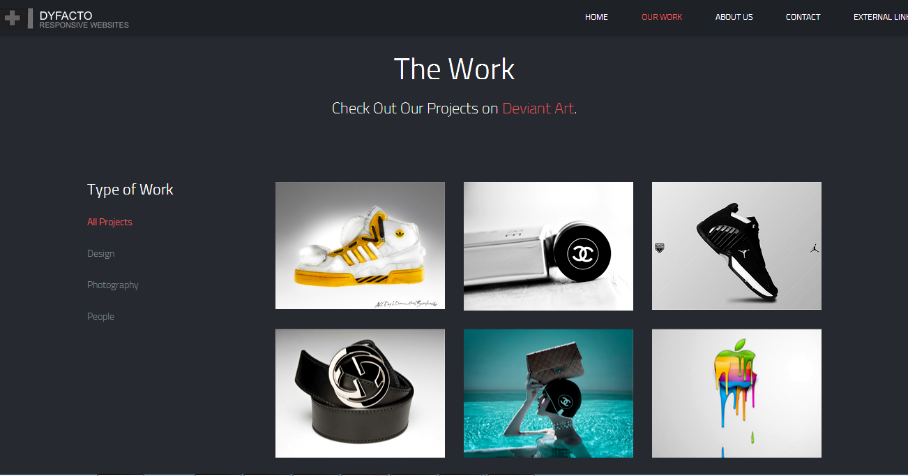 DYFACTO
RESPONSIVE WEBSITES
HOME
OUR WORK
ABOUT US
CONTACT
EXTERNAL
The Work
Check Out Our Projects on Deviant Art.
Type of Work
All Projects
Design
Photography
People